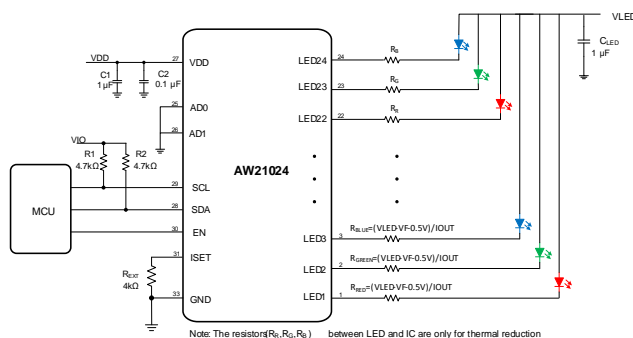 VLED
CLED
1 µF
VDD
27
VDD
C1
1µF
C2
0.1 µF
LED24
24
RB
LED23
23
RG
LED22
22
RR
25
AD0
26
AD1
AW21024
VIO
R1
4.7kΩ
R2
4.7kΩ
MCU
29
SCL
28
SDA
30
EN
31
ISET
REXT
4kΩ
33
GND
LED3
3
RBLUE=(VLED-VF-0.5V)/IOUT
LED2
2
RGREEN=(VLED-VF-0.5V)/IOUT
LED1
1
RRED=(VLED-VF-0.5V)/IOUT
Note: The resistors(RR,RG,RB) between LED and IC are only for thermal reduction